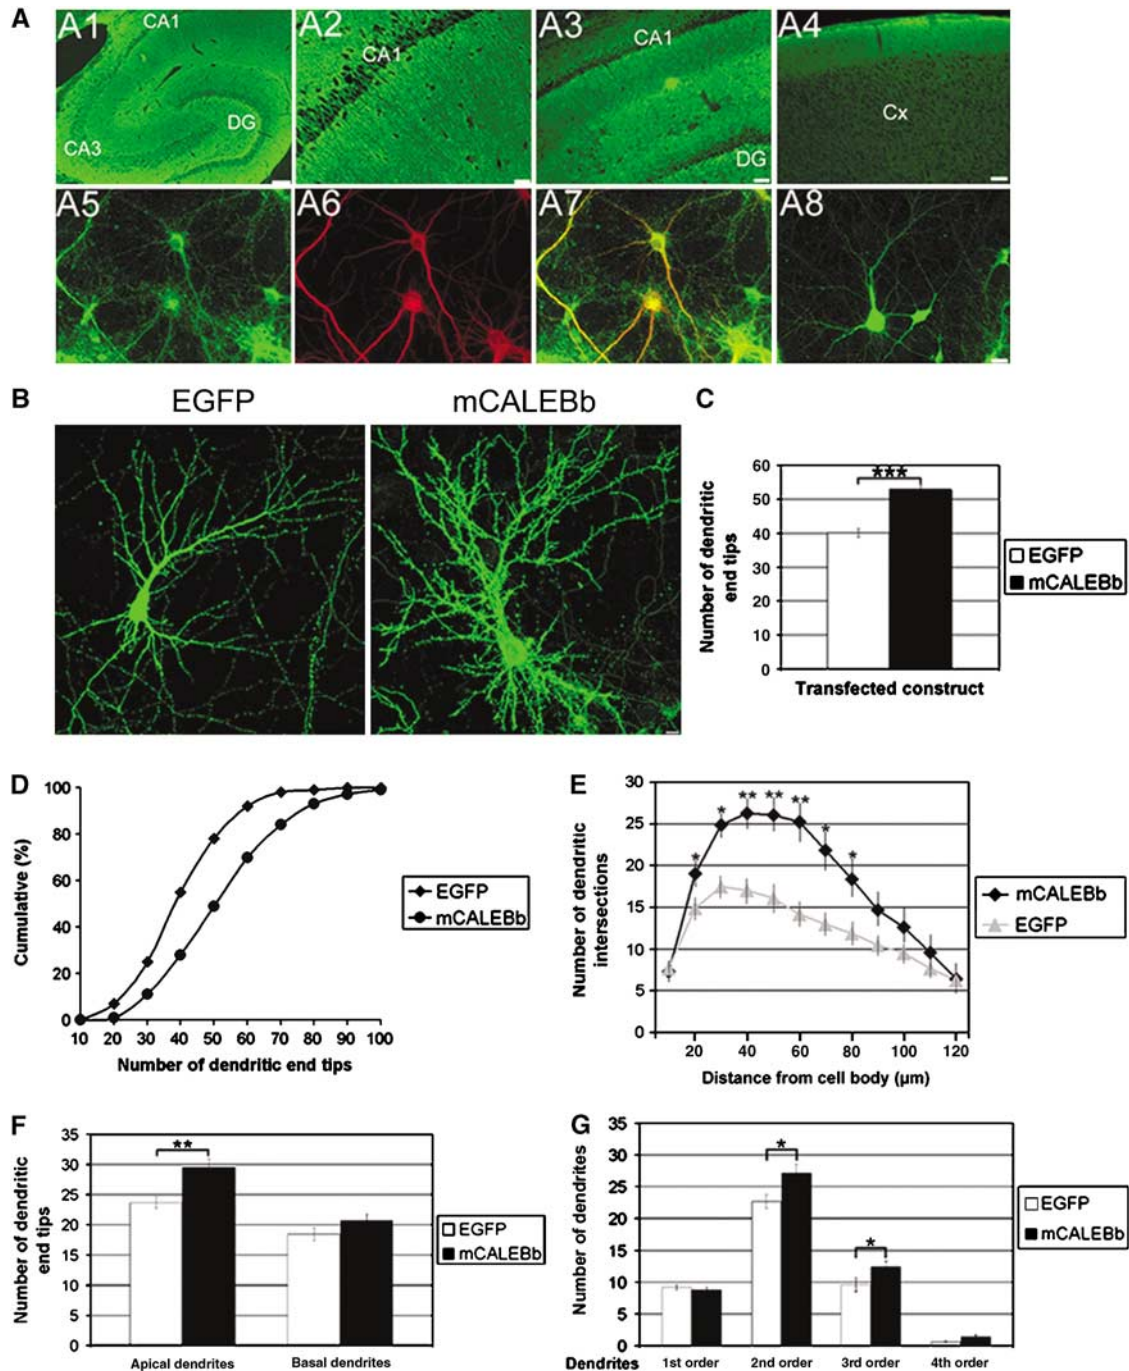 A
A1
CA1
CA3
DG
A2
CA1
A3
CA1
DG
A4
Cx
A5
A6
A7
A8
B
EGFP
mCALEBb
C
Number of dendritic
end tips
60
50
40
30
20
10
0
***
Transfected construct
EGFP
mCALEBb
D
Cumulative (%)
100
80
60
40
20
0
10 20 30 40 50 60 70 80 90 100
Number of dendritic end tips
EGFP
mCALEBb
E
Number of dendritic
intersections
30
25
20
15
10
5
0
* * ** ** ** * *
20 40 60 80 100 120
Distance from cell body (µm)
mCALEBb
EGFP
F
Number of dendritic
end tips
35
30
25
20
15
10
5
0
**
Apical dendrites Basal dendrites
EGFP
mCALEBb
G
Number of dendrites
35
30
25
20
15
10
5
0
*
*
Dendrites 1st order 2nd order 3rd order 4th order
EGFP
mCALEBb